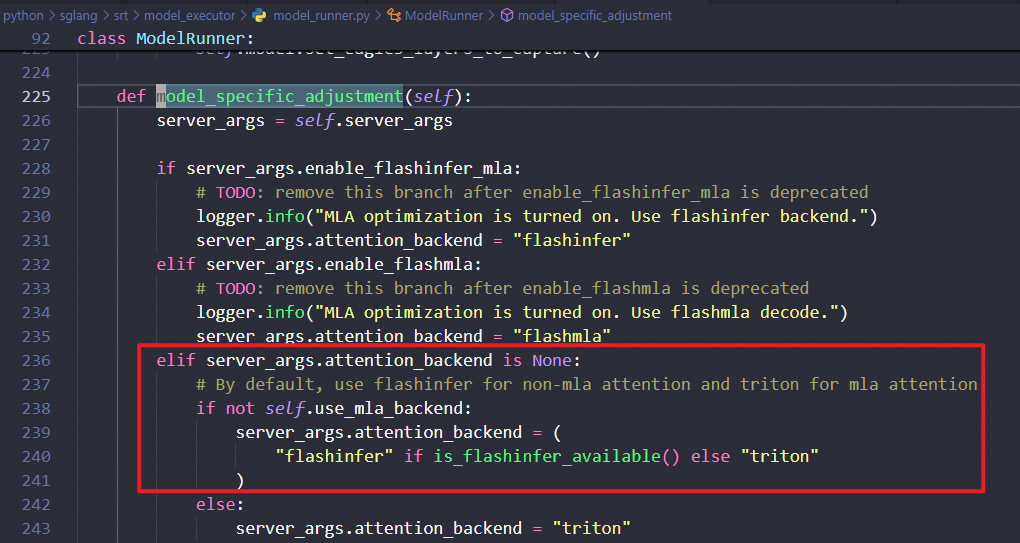 python > sglang > srt > model_executor > model_runner.py > ModelRunner > model_specific_adjustment
92 class ModelRunner:
224
225 def model_specific_adjustment(self):
226 server_args = self.server_args
227
228 if server_args.enable_flashinfer_mla:
229 # TODO: remove this branch after enable_flashinfer_mla is deprecated
230 logger.info("MLA optimization is turned on. Use flashinfer backend.")
231 server_args.attention_backend = "flashinfer"
232 elif server_args.enable_flashmla:
233 # TODO: remove this branch after enable_flashmla is deprecated
234 logger.info("MLA optimization is turned on. Use flashmla decode.")
235 server_args.attention_backend = "flashmla"
236 elif server_args.attention_backend is None:
237 # By default, use flashinfer for non-mla attention and triton for mla attention
238 if not self.use_mla_backend:
239 server_args.attention_backend = (
240 "flashinfer" if is_flashinfer_available() else "triton"
241 )
242 else:
243 server_args.attention_backend = "triton"